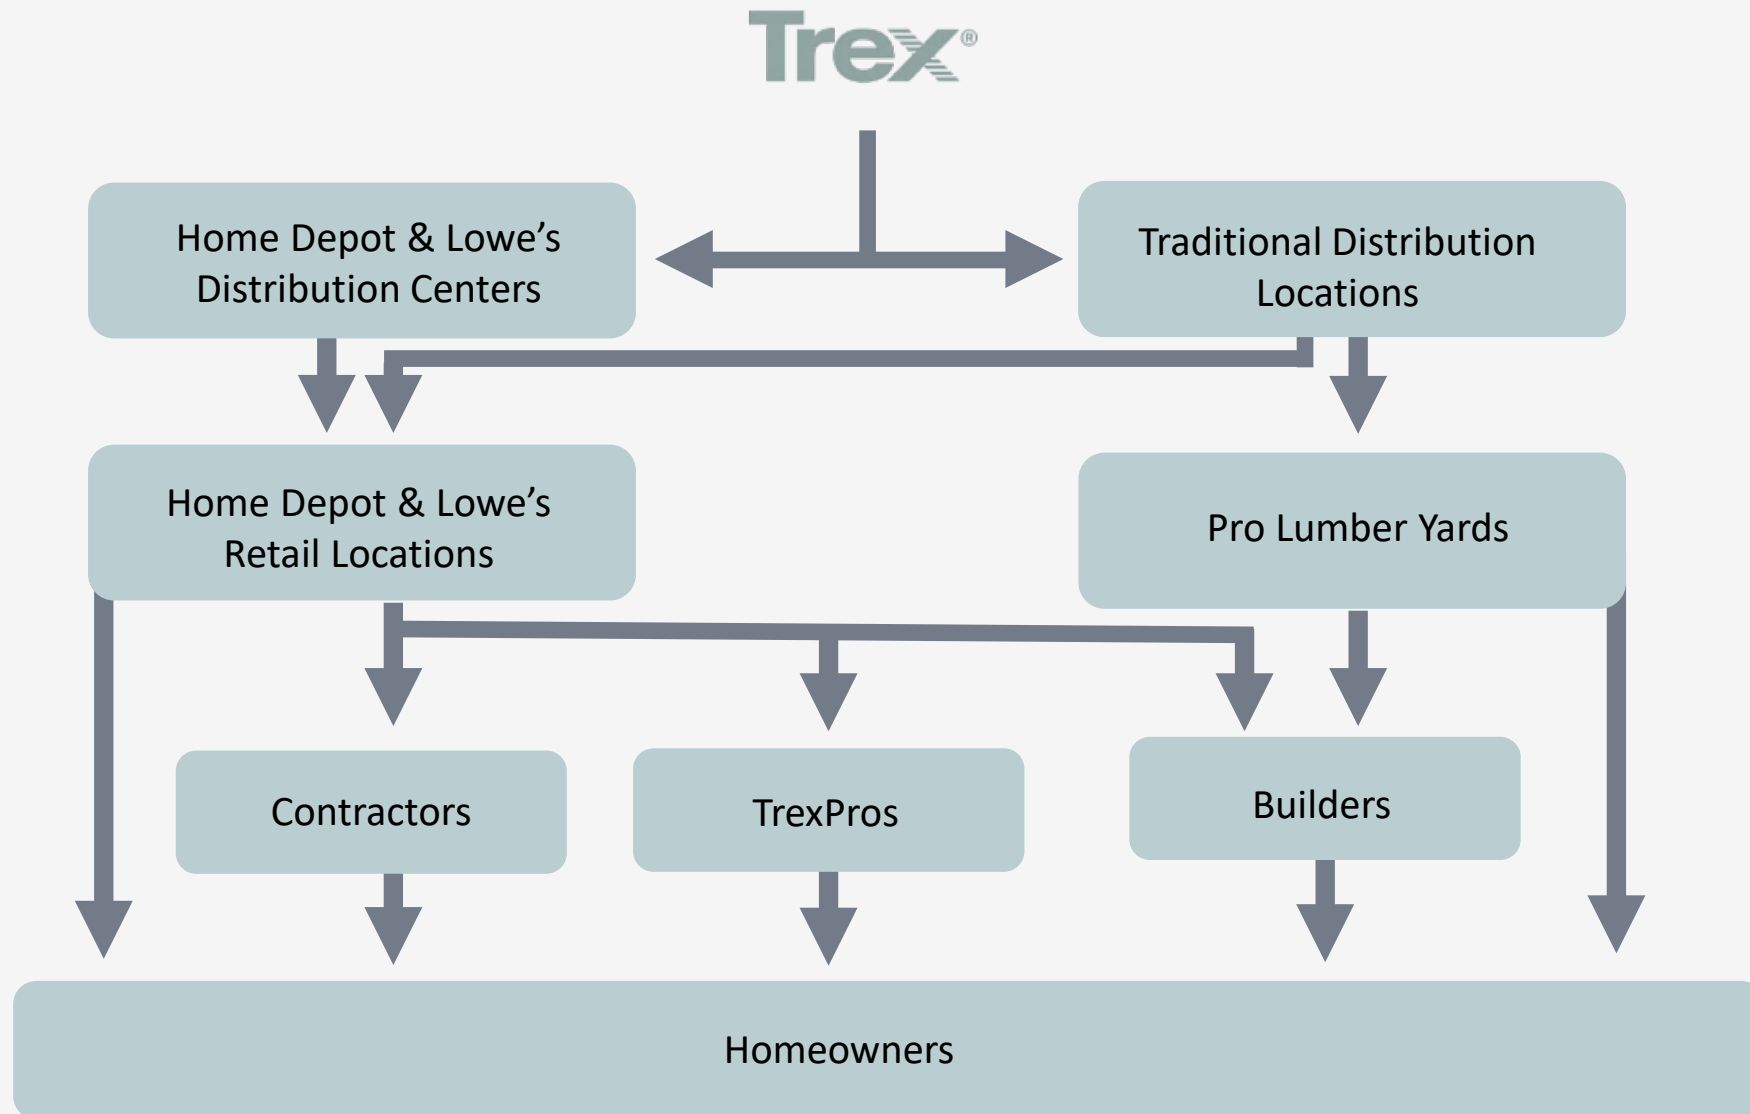 Trex®
Home Depot & Lowe’s
Distribution Centers
Traditional Distribution
Locations
Home Depot & Lowe’s
Retail Locations
Pro Lumber Yards
Contractors
TrexPros
Builders
Homeowners